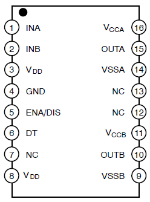 1 INA VCCA 16
2 INB OUTA 15
3 VDD VSSA 14
4 GND NC 13
5 ENA/DIS NC 12
6 DT VCCB 11
7 NC OUTB 10
8 VDD VSSB 9